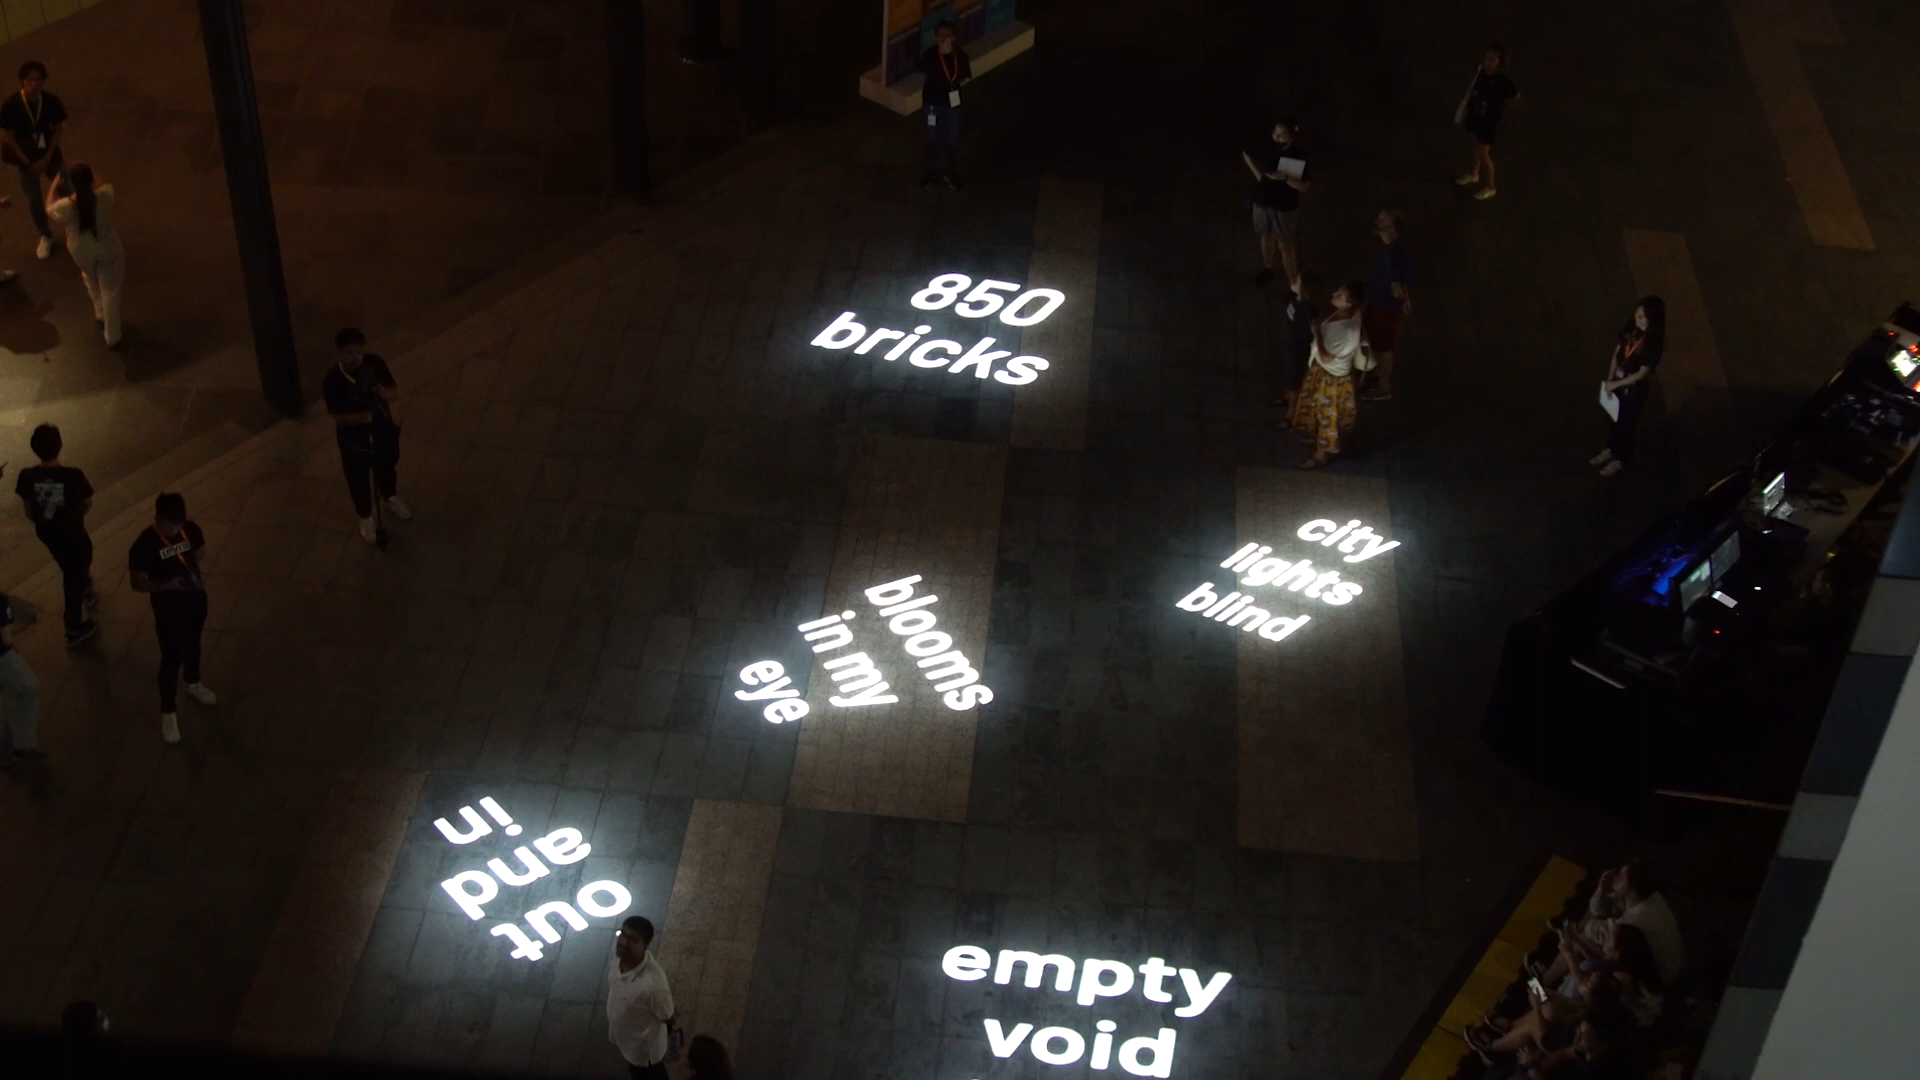 850
bricks
city
lights
blind
blooms
in my
eye
in
and
out
empty
void